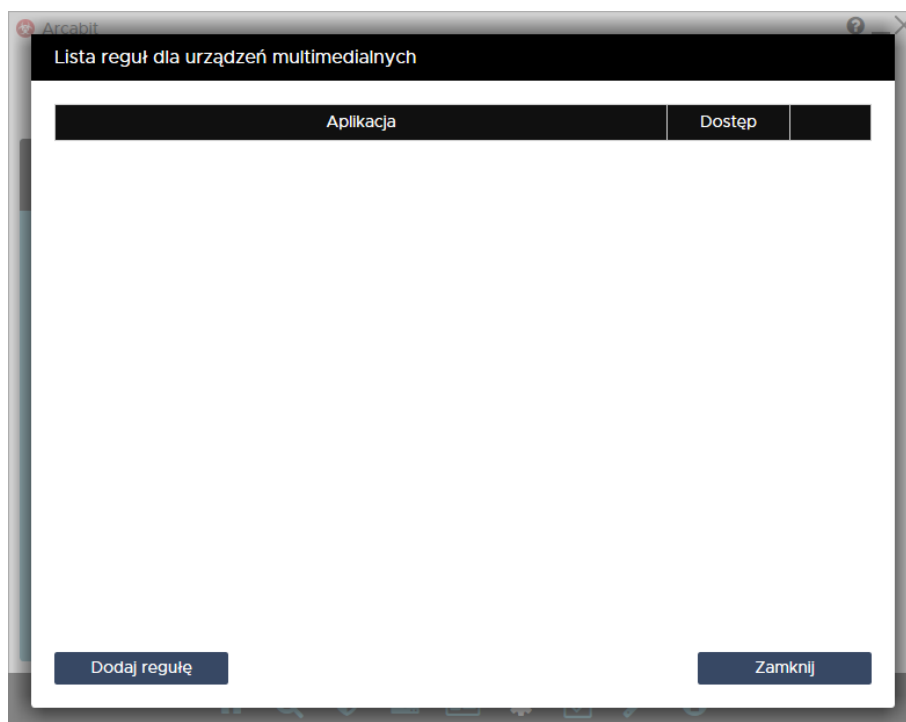 Arcabit
Lista reguł dla urządzeń multimedialnych
Aplikacja Dostęp
Dodaj regułę Zamknij